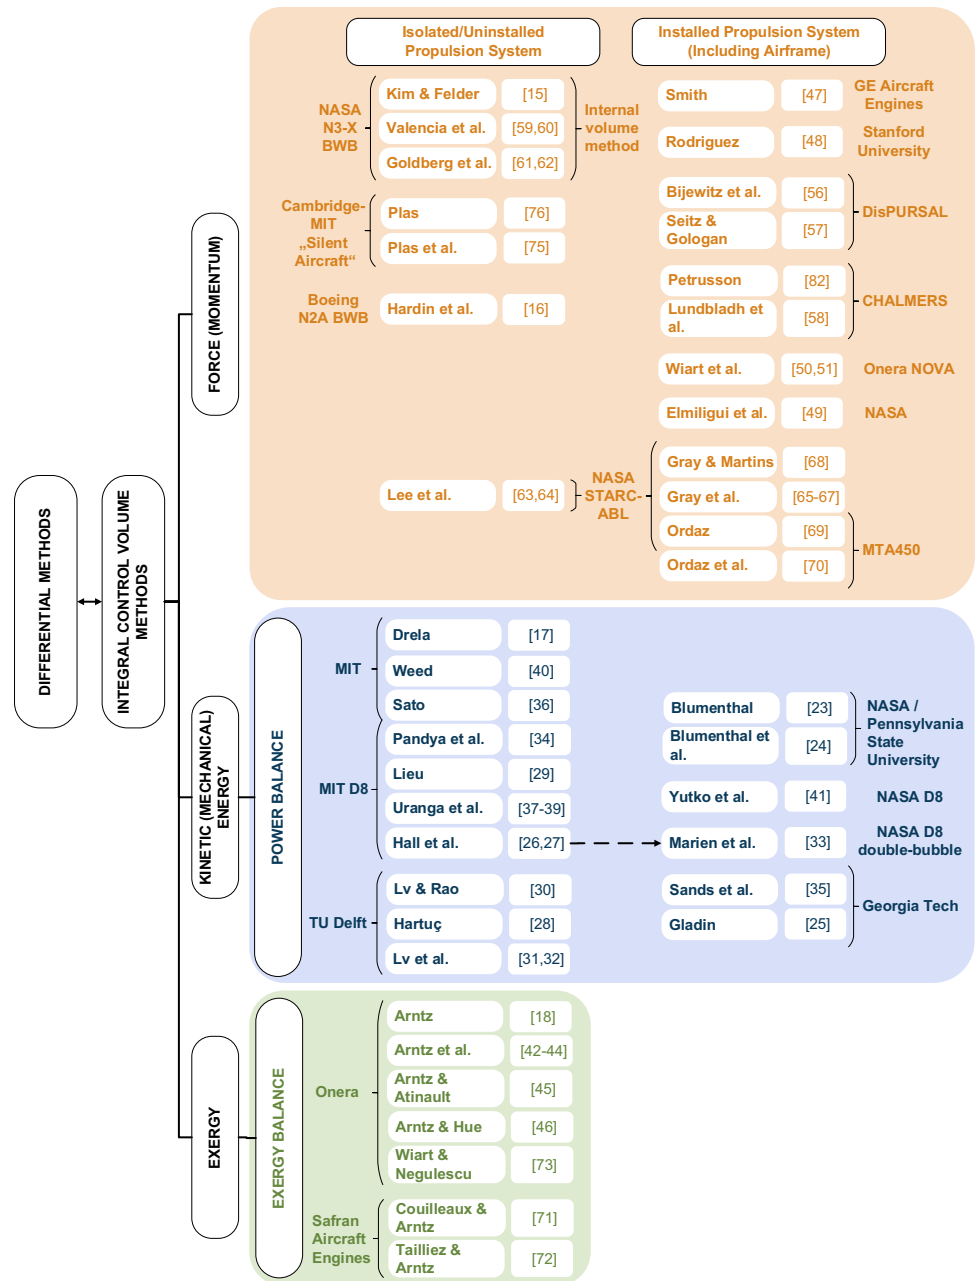 DIFFERENTIAL METHODS
INTEGRAL CONTROL VOLUME
METHODS
FORCE (MOMENTUM)
Isolated/Uninstalled
Propulsion System
Installed Propulsion System
(Including Airframe)
NASA
N3-X
BWB
Kim & Felder
[15]
Valencia et al.
[59,60]
Goldberg et al.
[61,62]
Internal
volume
method
Cambridge-
MIT
„Silent
Aircraft“
Plas
[76]
Plas et al.
[75]
Boeing
N2A BWB
Hardin et al.
[16]
Lee et al.
[63,64]
NASA
STARC-
ABL
Smith
[47]
GE Aircraft
Engines
Rodriguez
[48]
Stanford
University
Bijewitz et al.
[56]
Seitz &
Gologan
[57]
DisPURSAL
Petrusson
[82]
Lundbladh et
al.
[58]
CHALMERS
Wiart et al.
[50,51]
Onera NOVA
Elmiligui et al.
[49]
NASA
Gray & Martins
[68]
Gray et al.
[65-67]
Ordaz
[69]
Ordaz et al.
[70]
MTA450
KINETIC (MECHANICAL)
ENERGY
POWER BALANCE
MIT
Drela
[17]
Weed
[40]
Sato
[36]
MIT D8
Pandya et al.
[34]
Lieu
[29]
Uranga et al.
[37-39]
Hall et al.
[26,27]
TU Delft
Lv & Rao
[30]
Hartuç
[28]
Lv et al.
[31,32]
Blumenthal
[23]
Blumenthal et
al.
[24]
NASA /
Pennsylvania
State
University
Yutko et al.
[41]
NASA D8
Marien et al.
[33]
NASA D8
double-bubble
Sands et al.
[35]
Gladin
[25]
Georgia Tech
EXERGY
EXERGY BALANCE
Onera
Arntz
[18]
Arntz et al.
[42-44]
Arntz &
Atinault
[45]
Arntz & Hue
[46]
Wiart &
Negulescu
[73]
Safran
Aircraft
Engines
Couilleaux &
Arntz
[71]
Tailliez &
Arntz
[72]